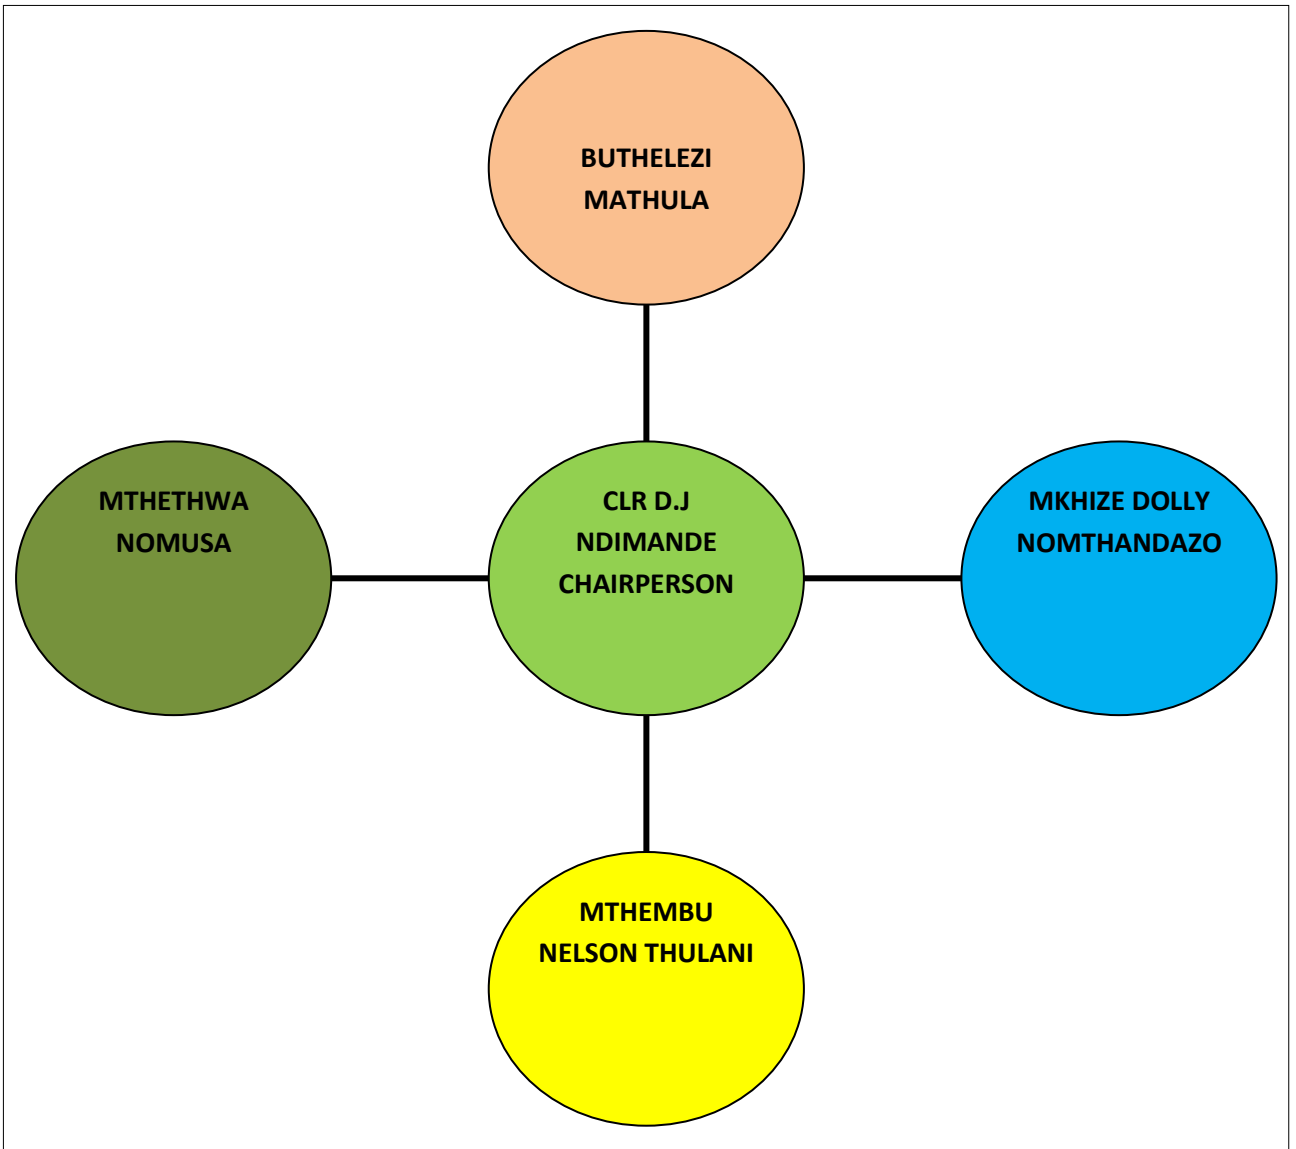 BUTHELEZI
MATHULA
MTHETHWA
NOMUSA
CLR D.J
NDIMANDE
CHAIRPERSON
MKHIZE DOLLY
NOMTHANDAZO
MTHEMBU
NELSON THULANI